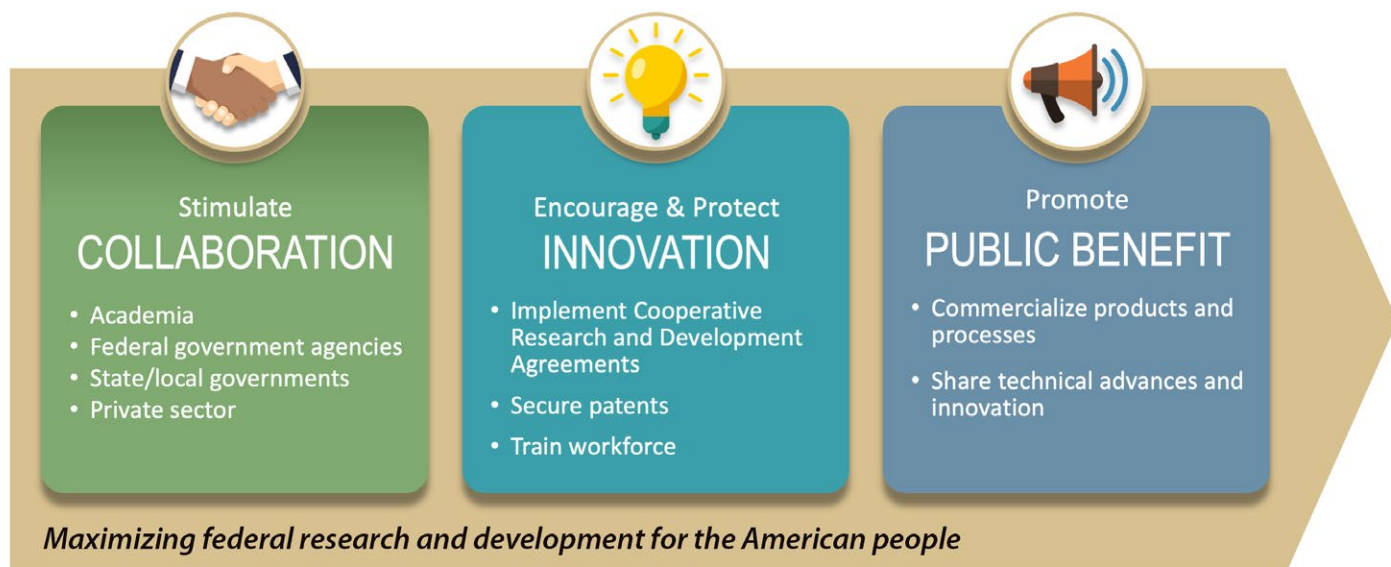 Stimulate
COLLABORATION
• Academia
• Federal government agencies
• State/local governments
• Private sector
Encourage & Protect
INNOVATION
• Implement Cooperative
Research and Development
Agreements
• Secure patents
• Train workforce
Promote
PUBLIC BENEFIT
• Commercialize products and
processes
• Share technical advances and
innovation
Maximizing federal research and development for the American people